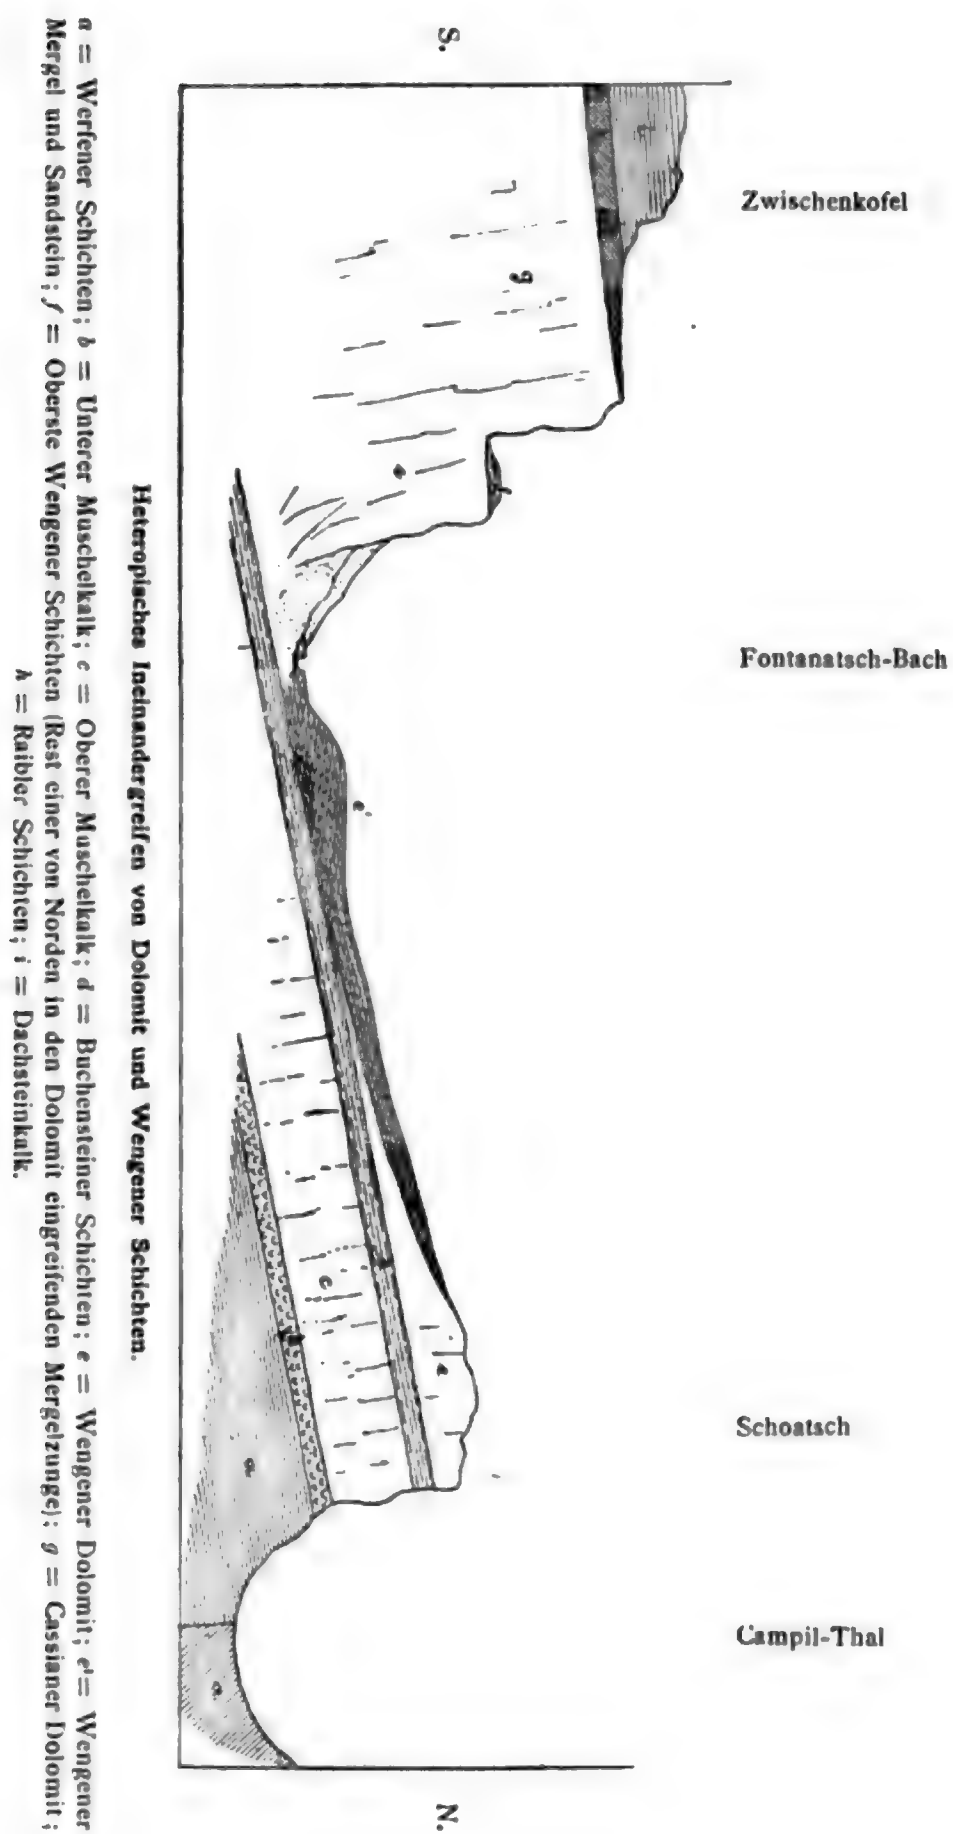 Zwischenkofel
Fontanatsch-Bach
Schoatsch
Campil-Thal
S.
N.
i
g
e
f
e'
c
e
a
a
Heteropisches Ineinandergreifen von Dolomit und Wengener Schichten.
a = Werfener Schichten; b = Unterer Muschelkalk; c = Oberer Muschelkalk; d = Buchensteiner Schichten; e = Wengener Dolomit; e' = Wengener
Mergel und Sandstein; f = Oberste Wengener Schichten (Rest einer von Norden in den Dolomit eingreifenden Mergelzunge); g = Cassianer Dolomit;
h = Raibler Schichten; i = Dachsteinkalk.